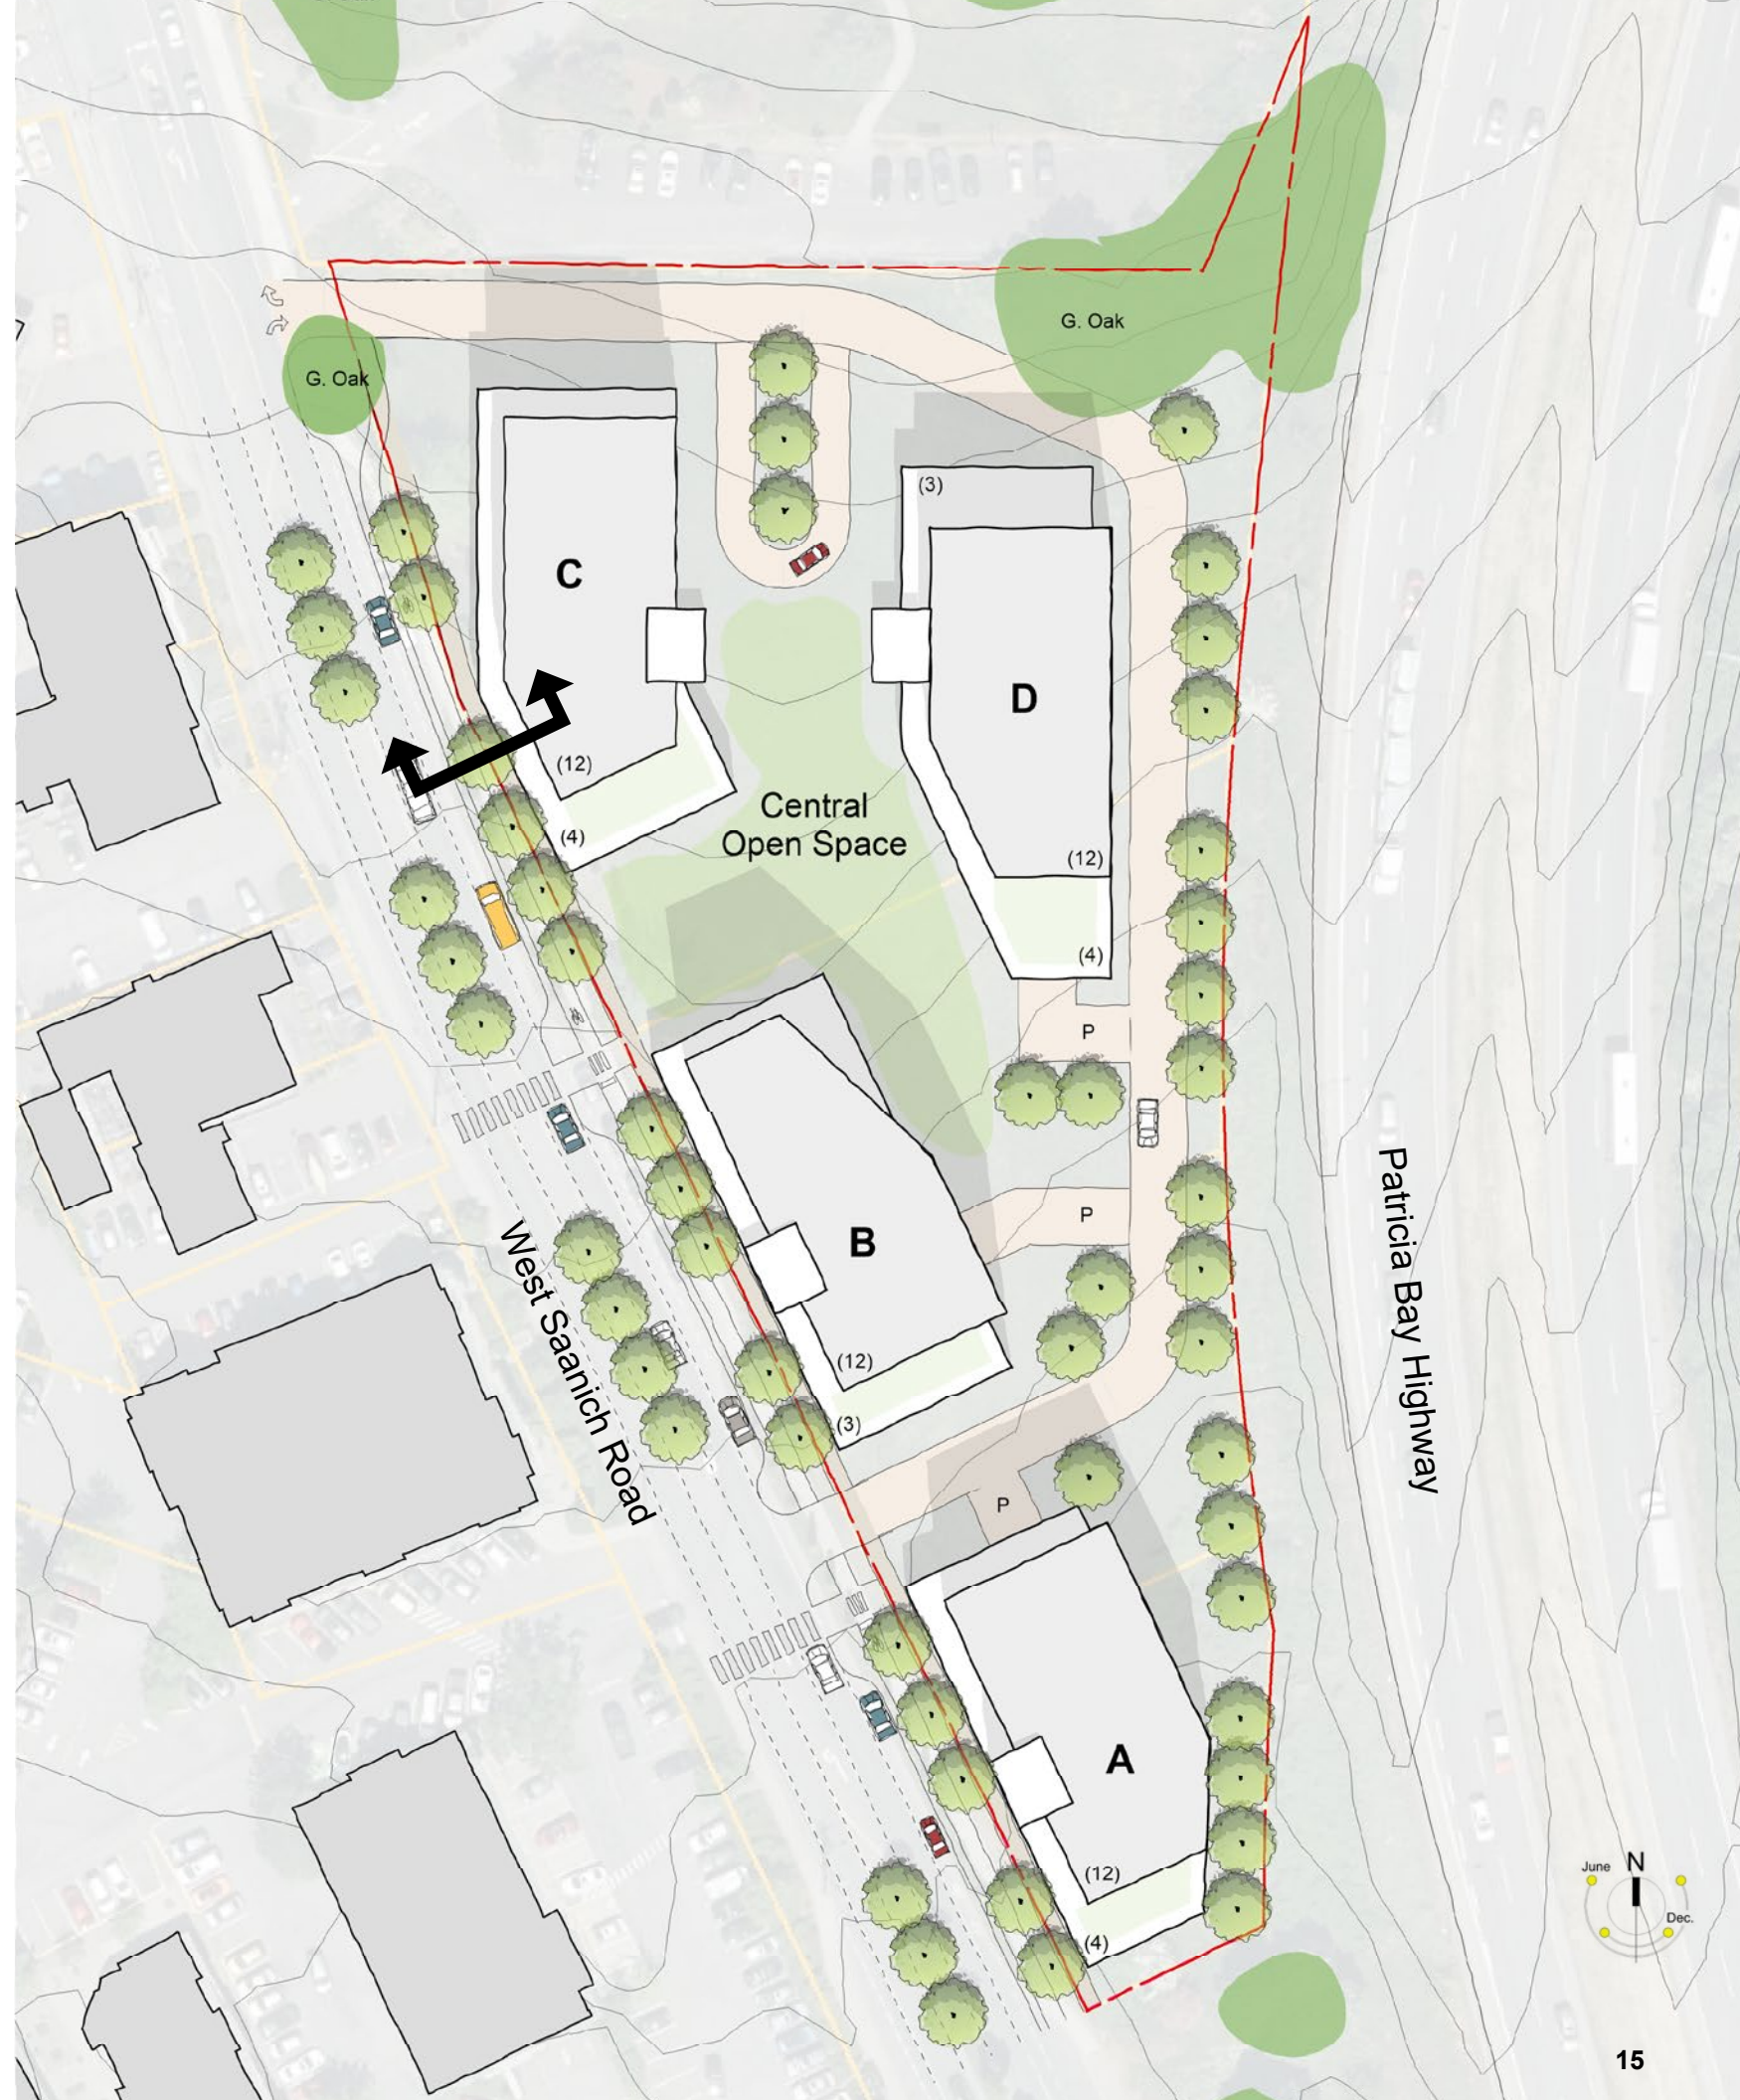 G. Oak
G. Oak
(3)
C
D
(12)
(4)
Central
Open Space
(12)
(4)
P
P
B
West Saanich Road
Patricia Bay Highway
(12)
(3)
P
A
(12)
(4)
June
N
Dec.
15